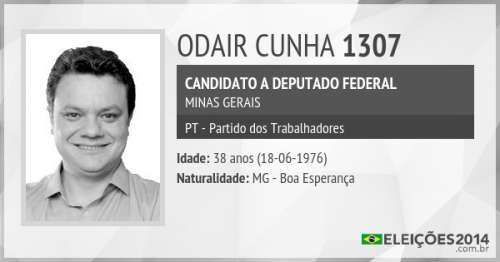 ODAIR CUNHA 1307
CANDIDATO A DEPUTADO FEDERAL
MINAS GERAIS
PT - Partido dos Trabalhadores
Idade: 38 anos (18-06-1976)
Naturalidade: MG - Boa Esperança
ELEIÇÕES2014
.com.br